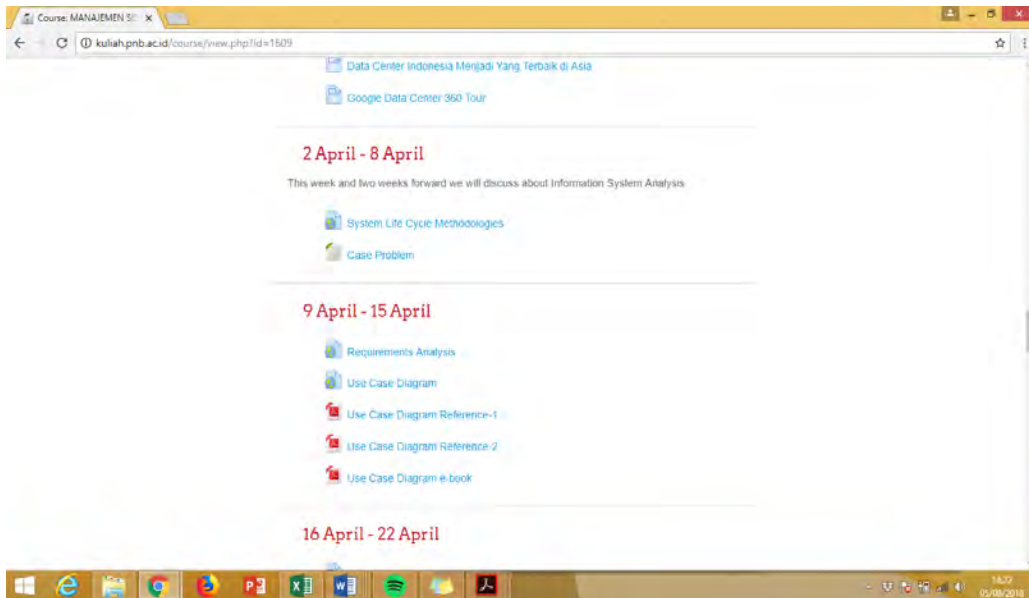 Course: MANAJEMEN SI
kuliah.pnb.ac.id/course/view.php?id=1609
Data Center Indonesia Menjadi Yang Terbaik di Asia
Google Data Center 360 Tour
2 April - 8 April
This week and two weeks forward we will discuss about Information System Analysis
System Life Cycle Methodologies
Case Problem
9 April - 15 April
Requirements Analysis
Use Case Diagram
Use Case Diagram Reference-1
Use Case Diagram Reference-2
Use Case Diagram e-book
16 April - 22 April
05/08/2018